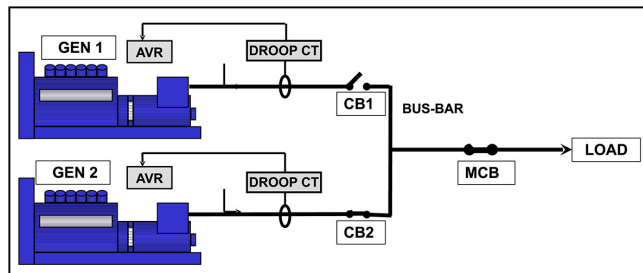 GEN 1
AVR
DROOP CT
CB1
BUS-BAR
LOAD
MCB
GEN 2
AVR
DROOP CT
CB2